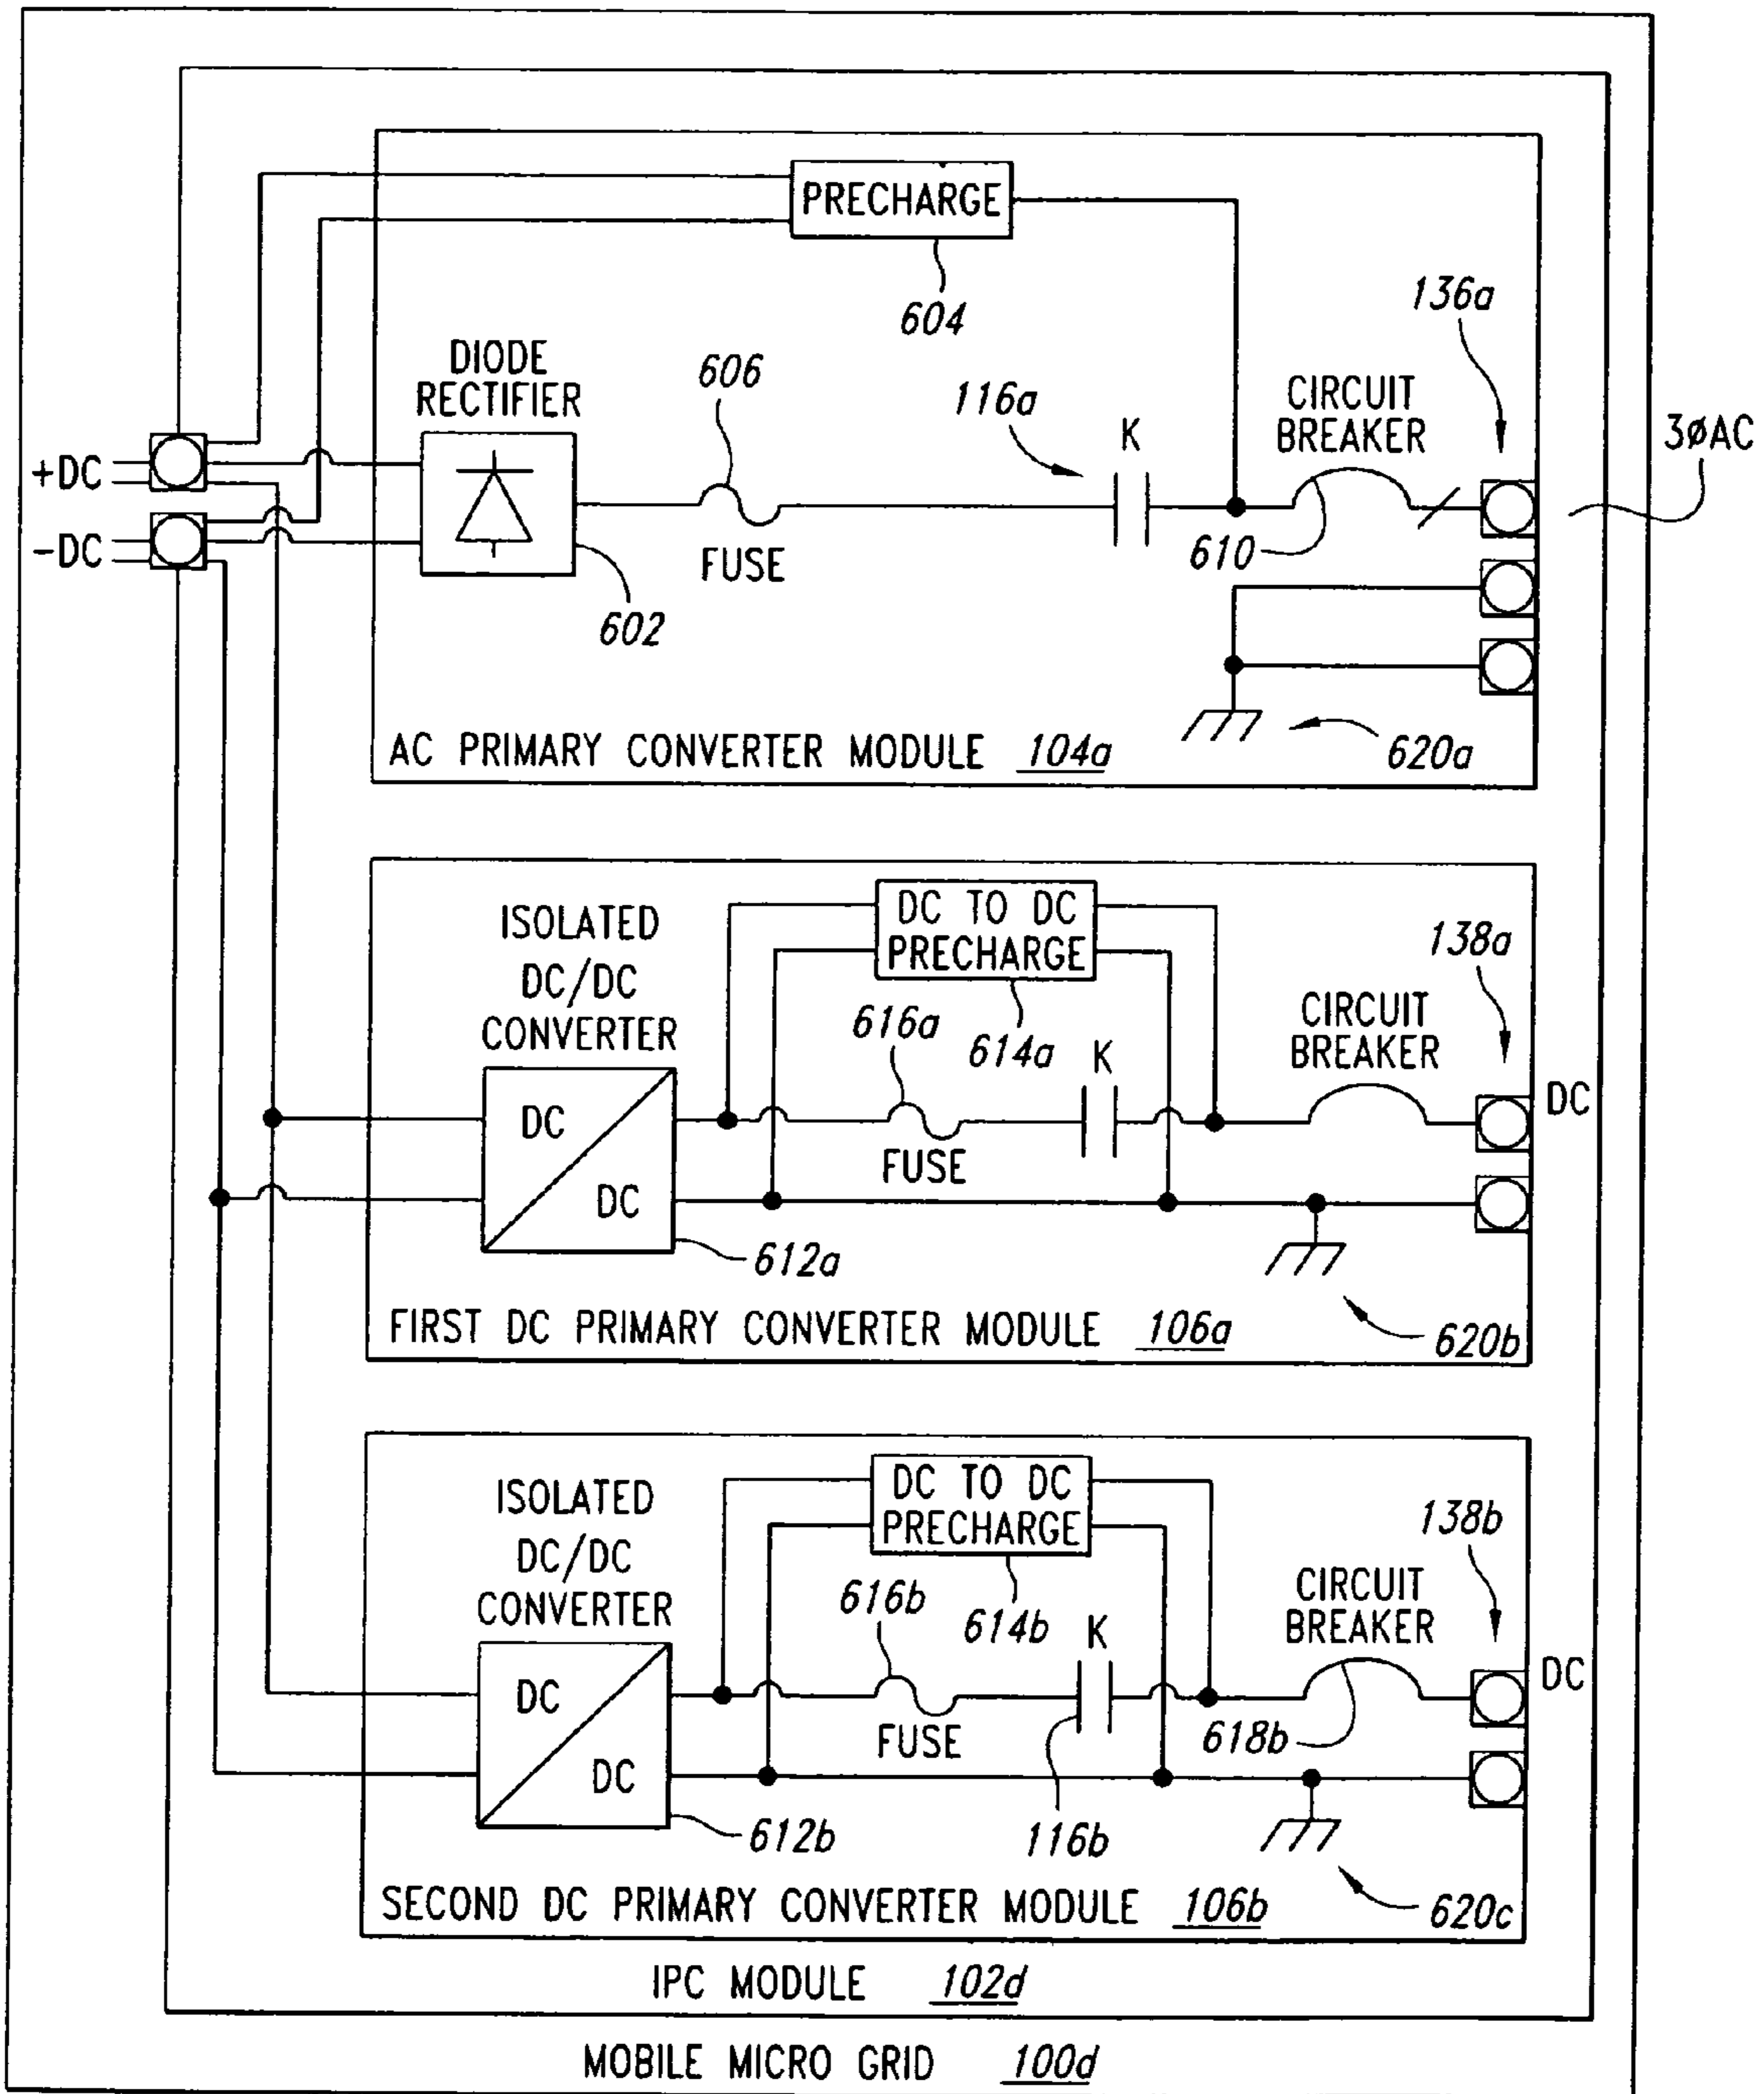 PRECHARGE
604
136a
DIODE
RECTIFIER
606
116a
K
CIRCUIT
BREAKER
3øAC
+DC
-DC
FUSE
610
602
620a
AC PRIMARY CONVERTER MODULE 104a
ISOLATED
DC/DC
CONVERTER
DC TO DC
PRECHARGE
138a
616a
614a
K
CIRCUIT
BREAKER
DC
DC
DC
FUSE
612a
620b
FIRST DC PRIMARY CONVERTER MODULE 106a
ISOLATED
DC/DC
CONVERTER
DC TO DC
PRECHARGE
138b
616b
614b
K
CIRCUIT
BREAKER
DC
DC
DC
FUSE
618b
612b
116b
620c
SECOND DC PRIMARY CONVERTER MODULE 106b
IPC MODULE 102d
MOBILE MICRO GRID 100d